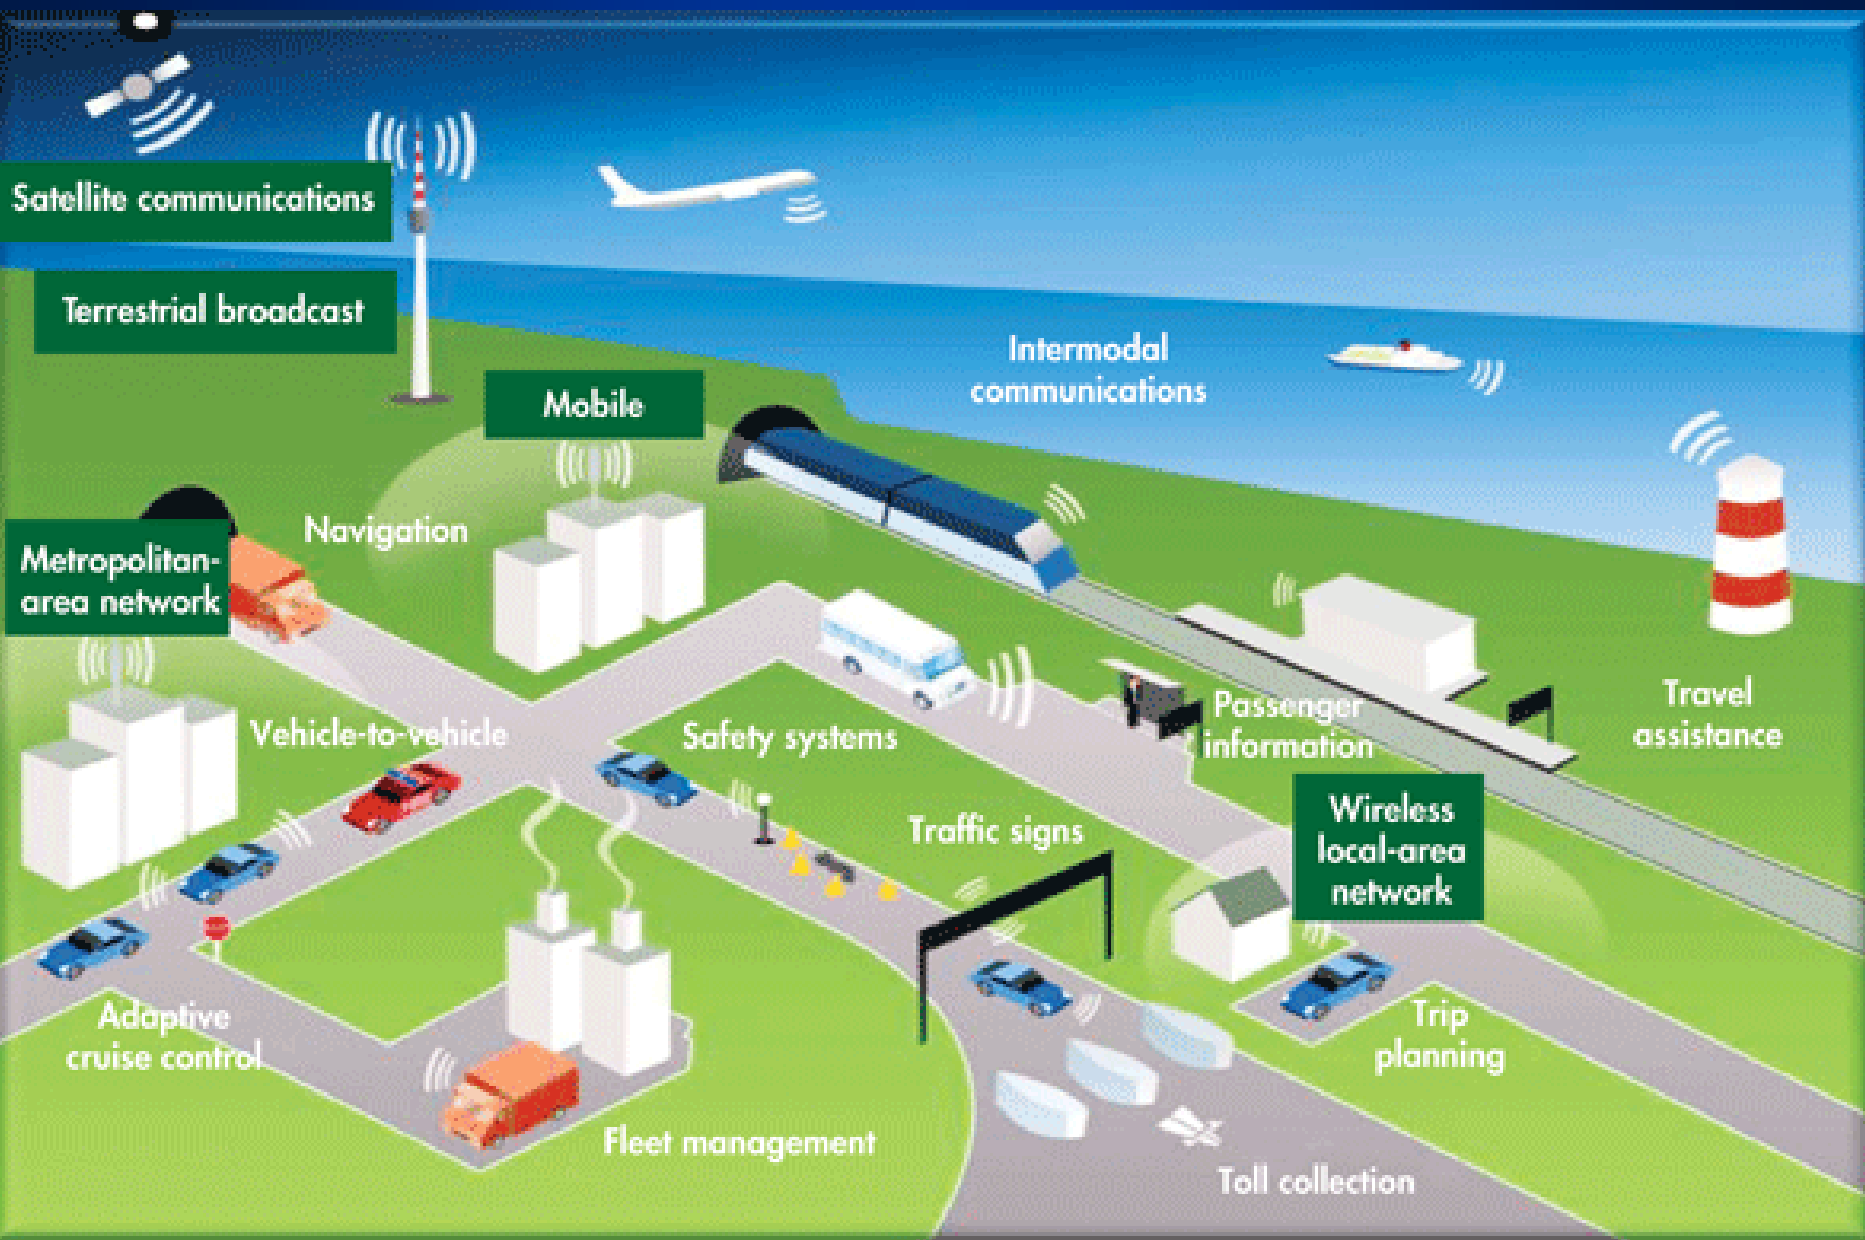 Satellite communications
Terrestrial broadcast
Intermodal
communications
Mobile
Navigation
Metropolitan-
area network
Vehicle-to-vehicle
Safety systems
Passenger
information
Travel
assistance
Wireless
local-area
network
Traffic signs
Adaptive
cruise control
Trip
planning
Fleet management
Toll collection